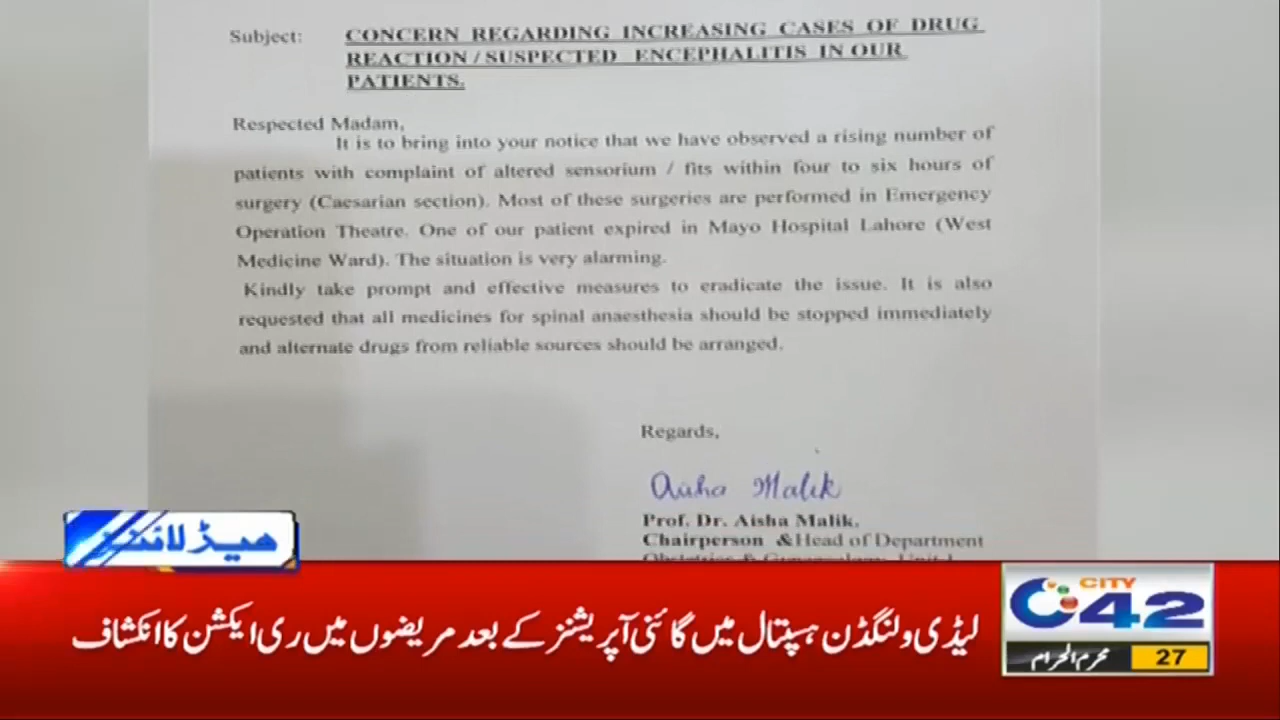 Subject: CONCERN REGARDING INCREASING CASES OF DRUG
REACTION / SUSPECTED ENCEPHALITIS IN OUR
PATIENTS.
Respected Madam,
It is to bring into your notice that we have observed a rising number of
patients with complaint of altered sensorium / fits within four to six hours of
surgery (Caesarian section). Most of these surgeries are performed in Emergency
Operation Theatre. One of our patient expired in Mayo Hospital Lahore (West
Medicine Ward). The situation is very alarming.
Kindly take prompt and effective measures to eradicate the issue. It is also
requested that all medicines for spinal anaesthesia should be stopped immediately
and alternate drugs from reliable sources should be arranged.
Regards,
Aisha Malik
Prof. Dr. Aisha Malik,
Chairperson & Head of Department
ہیڈ لائنز
لیڈی ولنگڈن ہسپتال میں گائنی آپریشنز کے بعد مریضوں میں ری ایکشن کا انکشاف
CITY
42
محرم الحرام 27